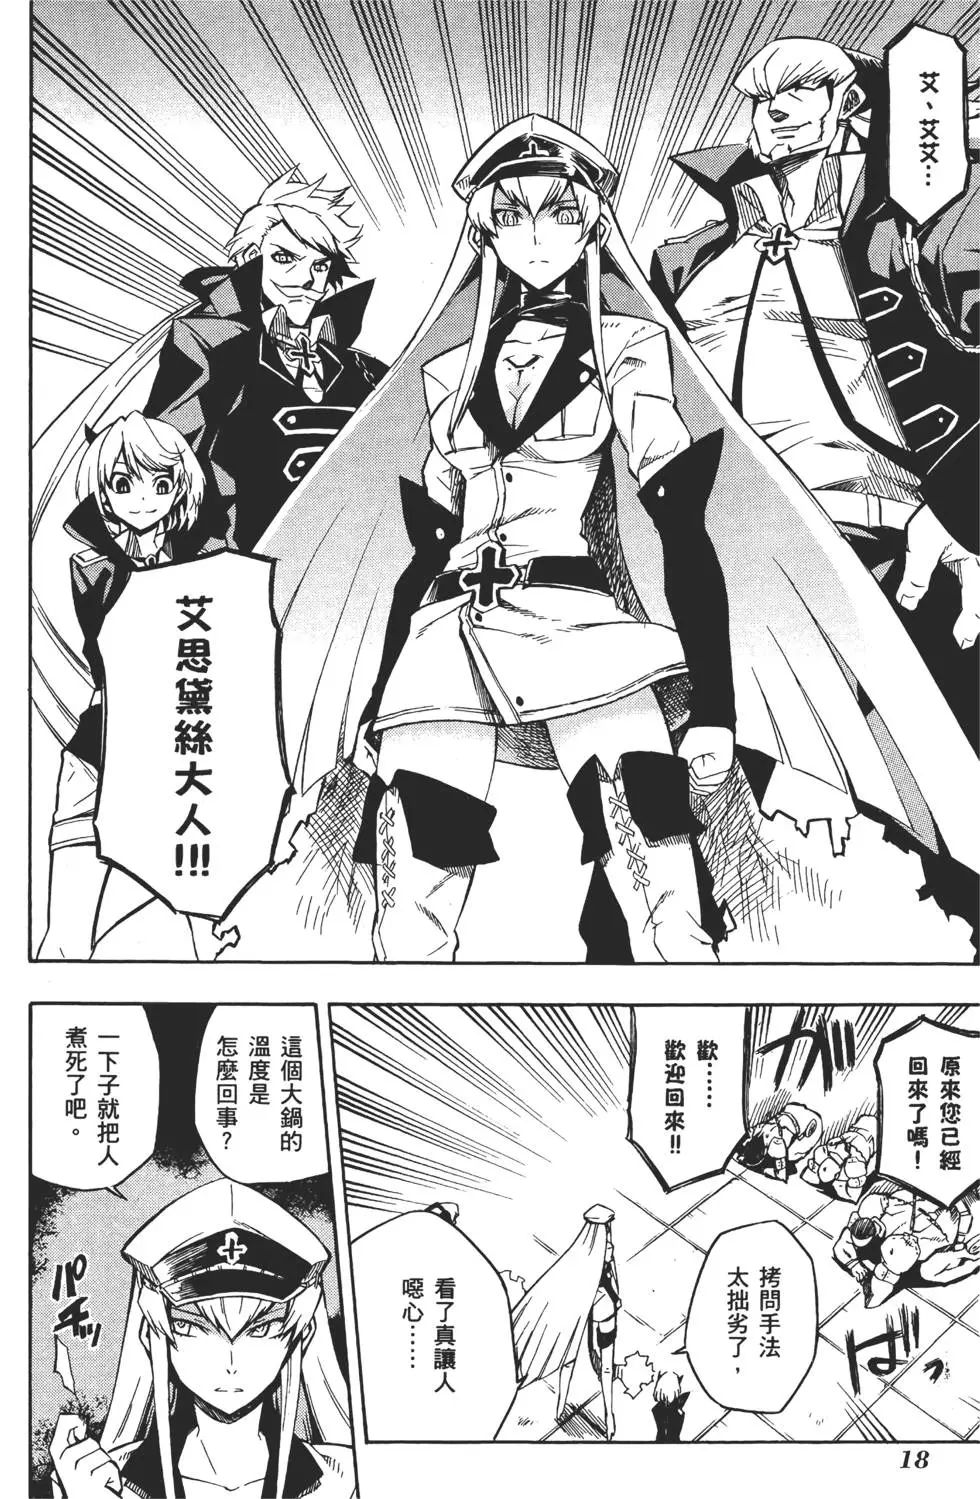 艾、艾艾…
艾思黛絲大人!!!
原來您已經
回來了嗎！
歡……
歡迎回來!!
拷問手法
太拙劣了，
看了真讓人
噁心……
這個大鍋的
溫度是
怎麼回事？
一下子就把人
煮死了吧。
パチッ
ガバッ
18